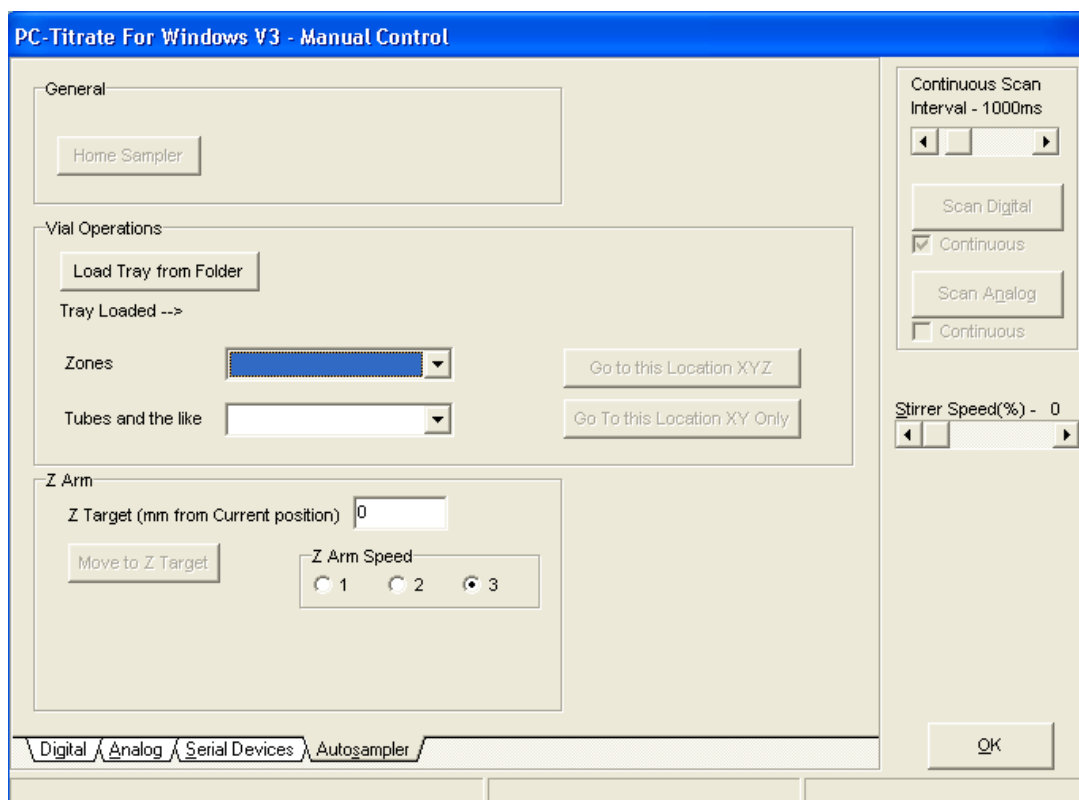 PC-Titrate For Windows V3 - Manual Control
General
Home Sampler
Vial Operations
Load Tray from Folder
Tray Loaded -->
Zones
Go to this Location XYZ
Tubes and the like
Go To this Location XY Only
Z Arm
Z Target (mm from Current position) 0
Move to Z Target
Z Arm Speed
1 2 3
Digital Analog Serial Devices Autosampler
Continuous Scan
Interval - 1000ms
Scan Digital
Continuous
Scan Analog
Continuous
Stirrer Speed(%) - 0
OK